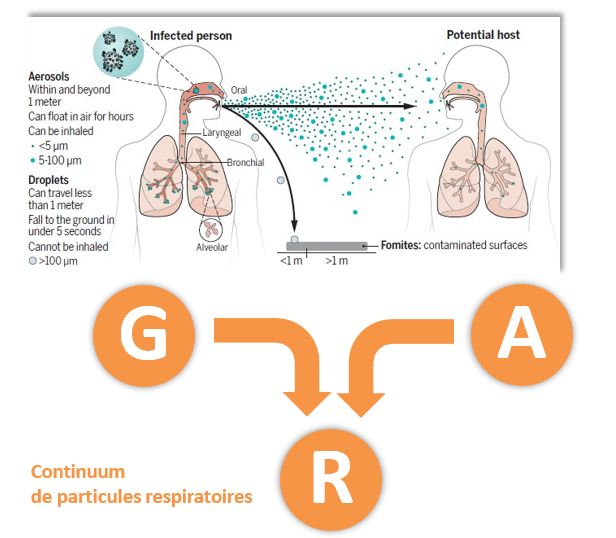 Infected person
Potential host
Aerosols
Within and beyond
1 meter
Can float in air for hours
Can be inhaled
<5 µm
5-100 µm
Droplets
Can travel less
than 1 meter
Fall to the ground in
under 5 seconds
Cannot be inhaled
>100 µm
Oral
Laryngeal
Bronchial
Alveolar
Fomites: contaminated surfaces
<1 m
>1 m
G
A
R
Continuum
de particules respiratoires